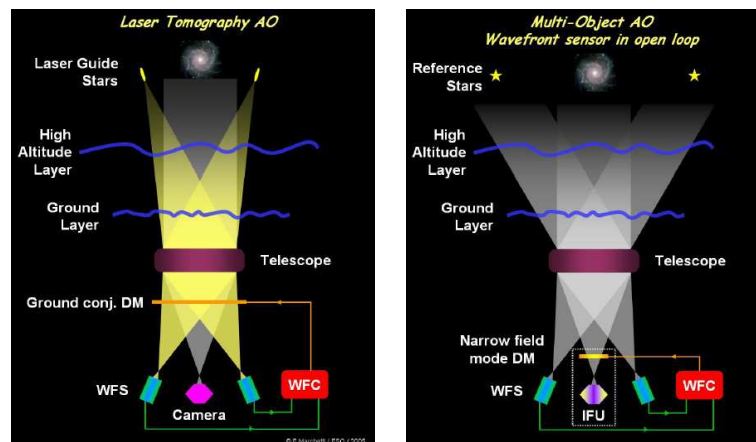 Laser Tomography AO
Laser Guide
Stars
High
Altitude
Layer
Ground
Layer
Telescope
Ground conj. DM
WFS
WFC
Camera
Multi-Object AO
Wavefront sensor in open loop
Reference
Stars
High
Altitude
Layer
Ground
Layer
Telescope
Narrow field
mode DM
WFS
WFC
IFU